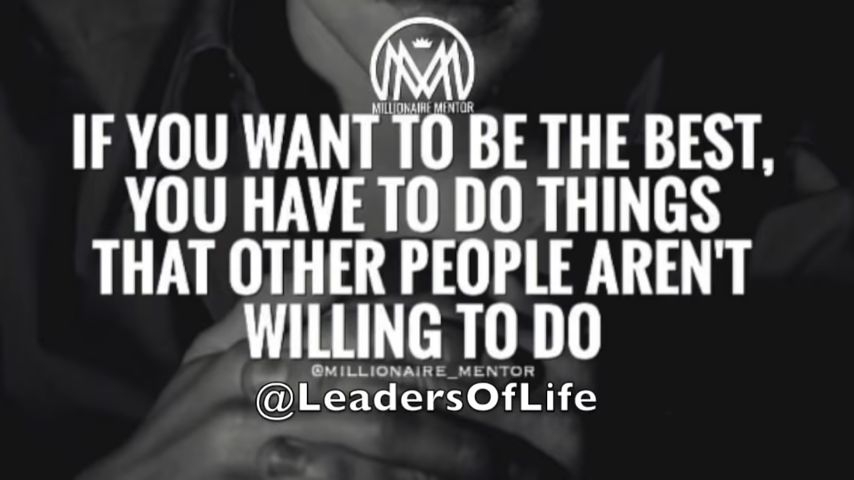 MILLIONAIRE MENTOR
IF YOU WANT TO BE THE BEST,
YOU HAVE TO DO THINGS
THAT OTHER PEOPLE AREN'T
WILLING TO DO
@MILLIONAIRE_MENTOR
@LeadersOfLife